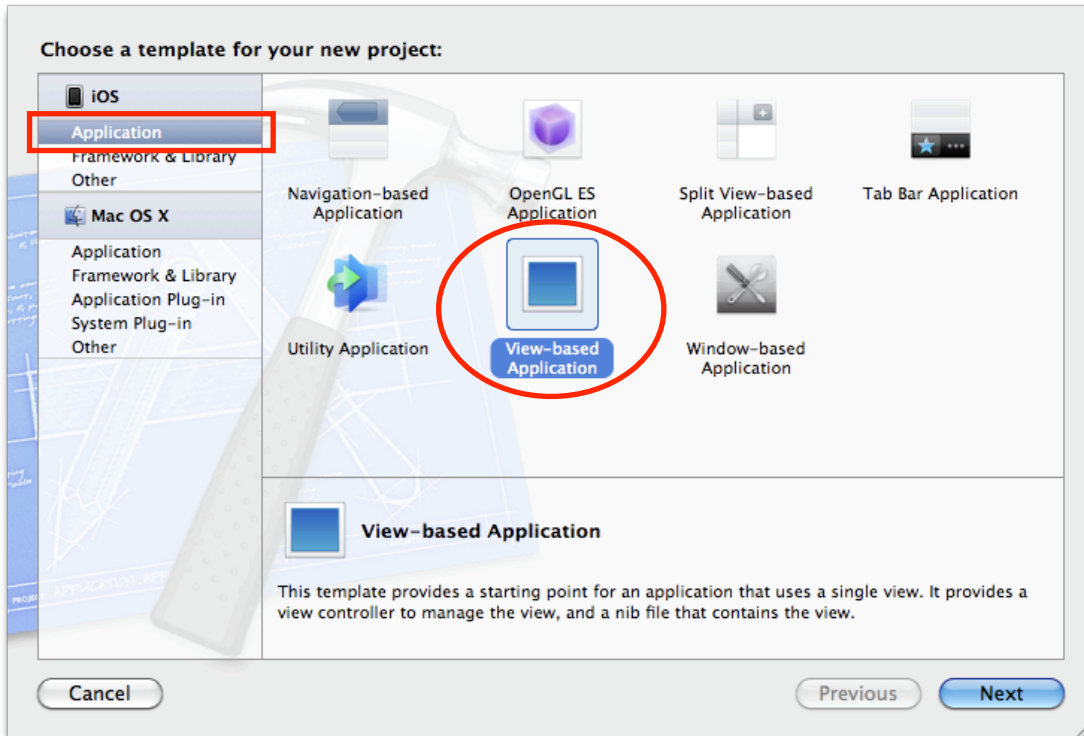 Choose a template for your new project:
iOS
Application
Framework & Library
Other
Mac OS X
Application
Framework & Library
Application Plug-in
System Plug-in
Other
Navigation-based
Application
OpenGL ES
Application
Split View-based
Application
Tab Bar Application
Utility Application
View-based
Application
Window-based
Application
View-based Application
This template provides a starting point for an application that uses a single view. It provides a
view controller to manage the view, and a nib file that contains the view.
Cancel
Previous
Next